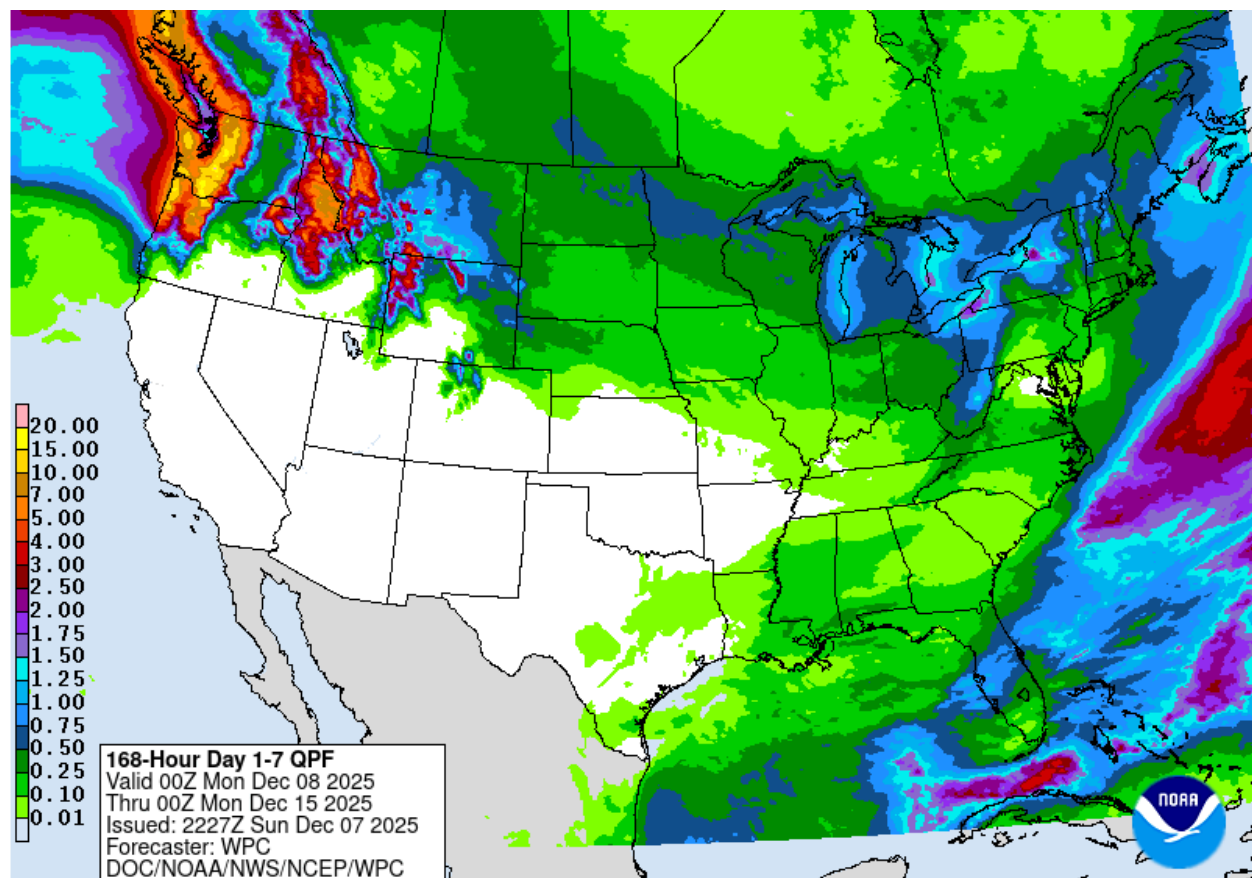 20.00
15.00
10.00
7.00
5.00
4.00
3.00
2.50
2.00
1.75
1.50
1.25
1.00
0.75
0.50
0.25
0.10
0.01
168-Hour Day 1-7 QPF
Valid 00Z Mon Dec 08 2025
Thru 00Z Mon Dec 15 2025
Issued: 2227Z Sun Dec 07 2025
Forecaster: WPC
DOC/NOAA/NWS/NCEP/WPC
NOAA